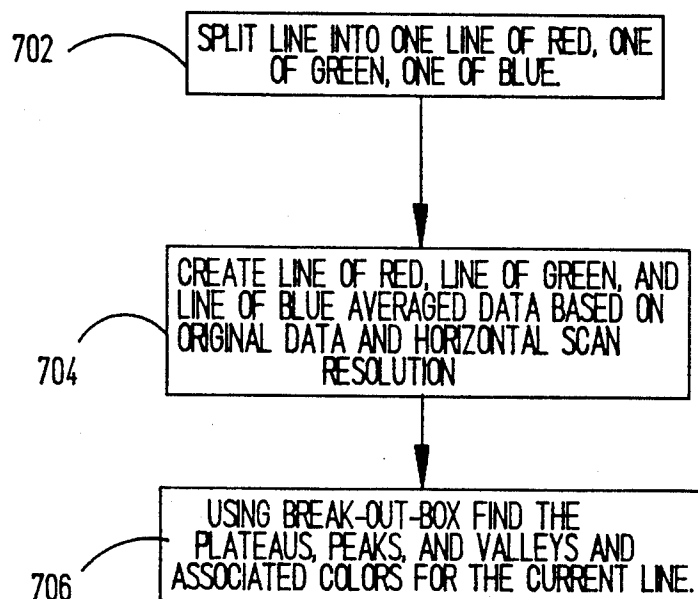 702
SPLIT LINE INTO ONE LINE OF RED, ONE
OF GREEN, ONE OF BLUE.
CREATE LINE OF RED, LINE OF GREEN, AND
LINE OF BLUE AVERAGED DATA BASED ON
ORIGINAL DATA AND HORIZONTAL SCAN
RESOLUTION
704
USING BREAK-OUT-BOX FIND THE
PLATEAUS, PEAKS, AND VALLEYS AND
ASSOCIATED COLORS FOR THE CURRENT LINE.
706